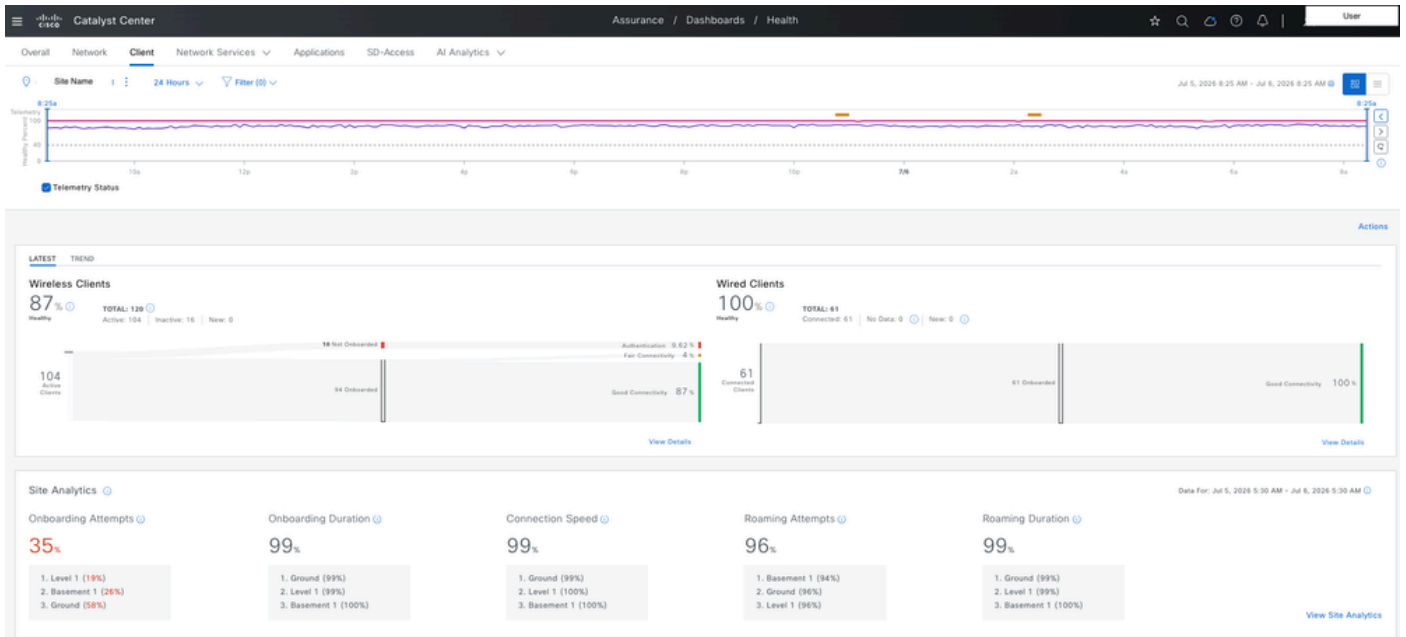 CISCO Catalyst Center Assurance / Dashboards / Health User
Overall Network Client Network Services Applications SD-Access AI Analytics
Site Name 24 Hours Filter (0) Jul 5, 2026 8:25 AM - Jul 6, 2026 8:25 AM
8:25a 8:25a
Telemetry
100
40
0
Healthy Percent
10a 12p 2p 4p 6p 8p 10p 7/6 2a 4a 6a 8a
Telemetry Status
Actions
LATEST TREND
Wireless Clients
87%
Healthy
TOTAL: 120
Active: 104 | Inactive: 16 | New: 0
10 Not Onboarded
Authentication 9.62 %
Fair Connectivity 4 %
104
Active
Clients
94 Onboarded
Good Connectivity 87 %
View Details
Wired Clients
100%
Healthy
TOTAL: 61
Connected: 61 | No Data: 0 | New: 0
61
Connected
Clients
61 Onboarded
Good Connectivity 100 %
View Details
Site Analytics Data For: Jul 5, 2026 5:30 AM - Jul 6, 2026 5:30 AM
Onboarding Attempts
35%
1. Level 1 (19%)
2. Basement 1 (26%)
3. Ground (58%)
Onboarding Duration
99%
1. Ground (99%)
2. Level 1 (99%)
3. Basement 1 (100%)
Connection Speed
99%
1. Ground (99%)
2. Level 1 (100%)
3. Basement 1 (100%)
Roaming Attempts
96%
1. Basement 1 (94%)
2. Ground (96%)
3. Level 1 (96%)
Roaming Duration
99%
1. Ground (99%)
2. Level 1 (99%)
3. Basement 1 (100%)
View Site Analytics